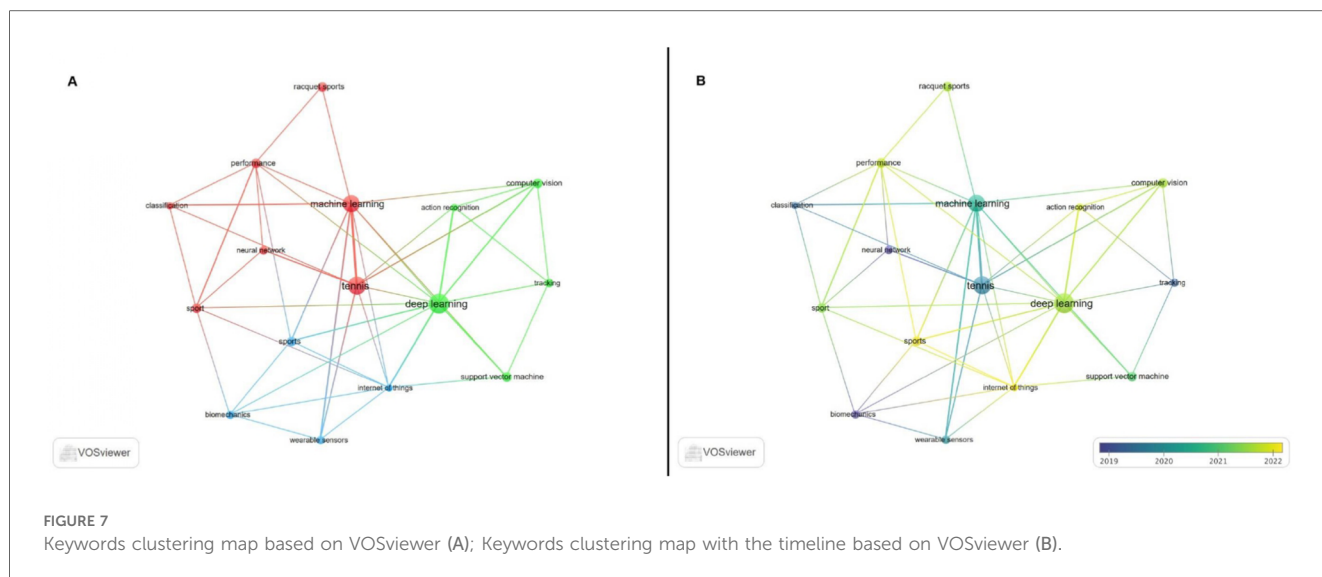 A
racquet sports
performance
computer vision
classification
machine learning
action recognition
neural network
tennis
tracking
deep learning
sport
sports
support vector machine
internet of things
biomechanics
wearable sensors
VOSviewer
B
racquet sports
performance
computer vision
classification
machine learning
action recognition
neural network
tennis
tracking
deep learning
sport
sports
support vector machine
internet of things
biomechanics
wearable sensors
VOSviewer
2019 2020 2021 2022
FIGURE 7
Keywords clustering map based on VOSviewer (A); Keywords clustering map with the timeline based on VOSviewer (B).